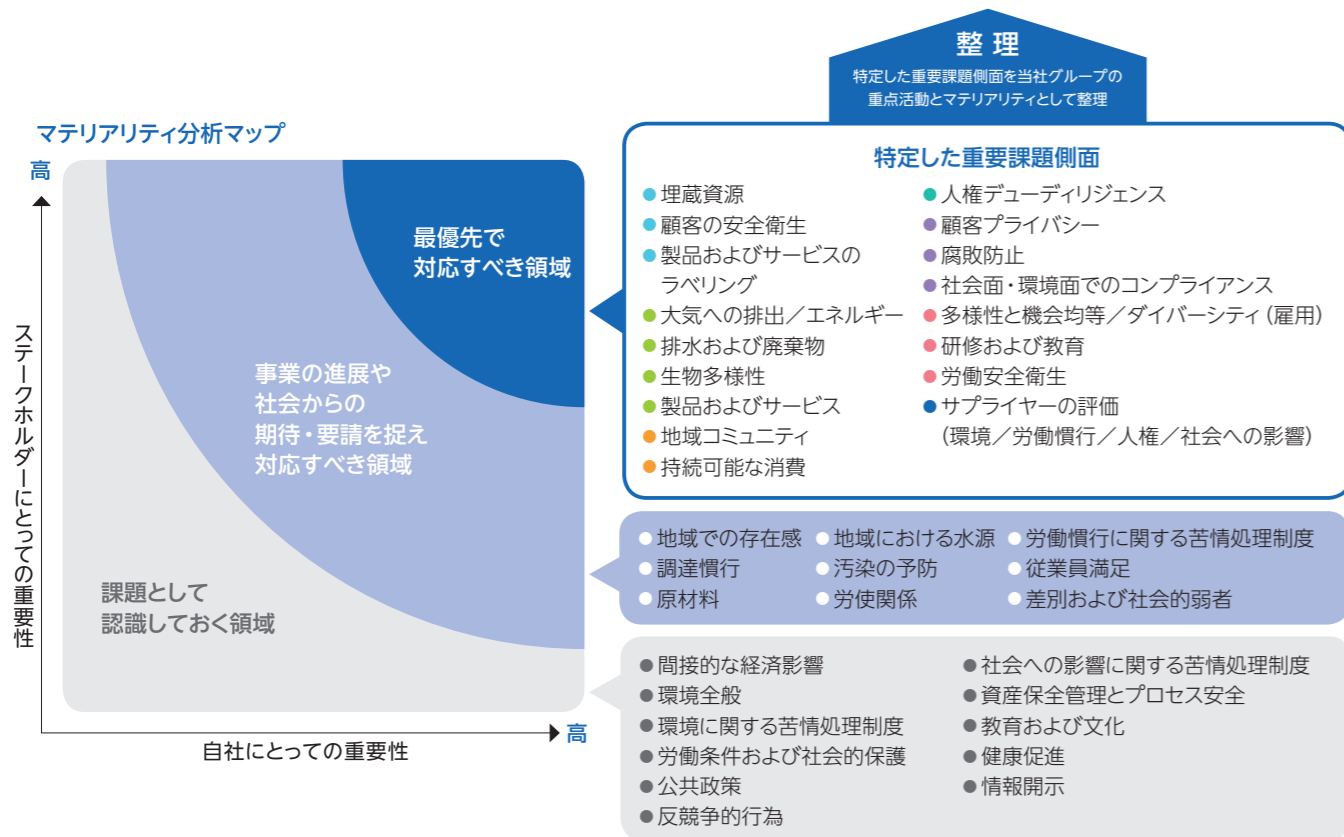 整理
特定した重要課題側面を当社グループの
重点活動とマテリアリティとして整理
マテリアリティ分析マップ
高
ステークホルダーにとっての重要性
最優先で
対応すべき領域
事業の進展や
社会からの
期待・要請を捉え
対応すべき領域
課題として
認識しておく領域
自社にとっての重要性
高
特定した重要課題側面
●埋蔵資源
●顧客の安全衛生
●製品およびサービスの
ラベリング
●大気への排出／エネルギー
●排水および廃棄物
●生物多様性
●製品およびサービス
●地域コミュニティ
●持続可能な消費
●人権デューディリジェンス
●顧客プライバシー
●腐敗防止
●社会面・環境面でのコンプライアンス
●多様性と機会均等／ダイバーシティ（雇用）
●研修および教育
●労働安全衛生
●サプライヤーの評価
（環境／労働慣行／人権／社会への影響）
●地域での存在感
●調達慣行
●原材料
●地域における水源
●汚染の予防
●労使関係
●労働慣行に関する苦情処理制度
●従業員満足
●差別および社会的弱者
●間接的な経済影響
●環境全般
●環境に関する苦情処理制度
●労働条件および社会的保護
●公共政策
●反競争的行為
●社会への影響に関する苦情処理制度
●資産保全管理とプロセス安全
●教育および文化
●健康促進
●情報開示